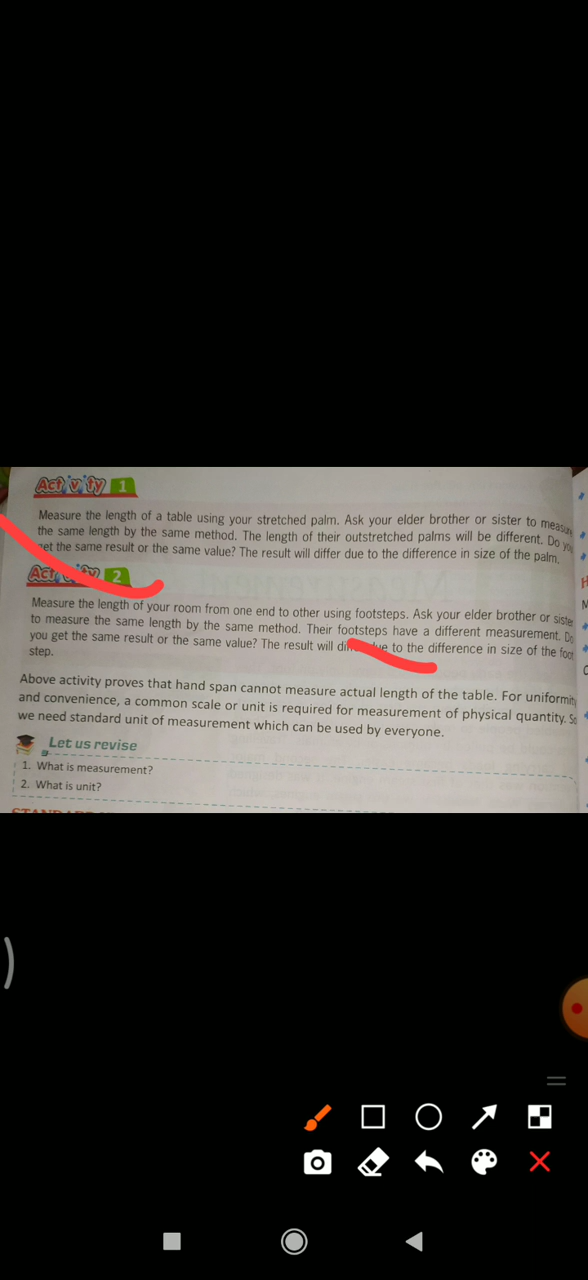 Activity 1
Measure the length of a table using your stretched palm. Ask your elder brother or sister to measure
the same length by the same method. The length of their outstretched palms will be different. Do you
get the same result or the same value? The result will differ due to the difference in size of the palm.
Activity 2
Measure the length of your room from one end to other using footsteps. Ask your elder brother or sister
to measure the same length by the same method. Their footsteps have a different measurement. Do
you get the same result or the same value? The result will differ due to the difference in size of the foot
step.
Above activity proves that hand span cannot measure actual length of the table. For uniformity
and convenience, a common scale or unit is required for measurement of physical quantity. So
we need standard unit of measurement which can be used by everyone.
Let us revise
1. What is measurement?
2. What is unit?